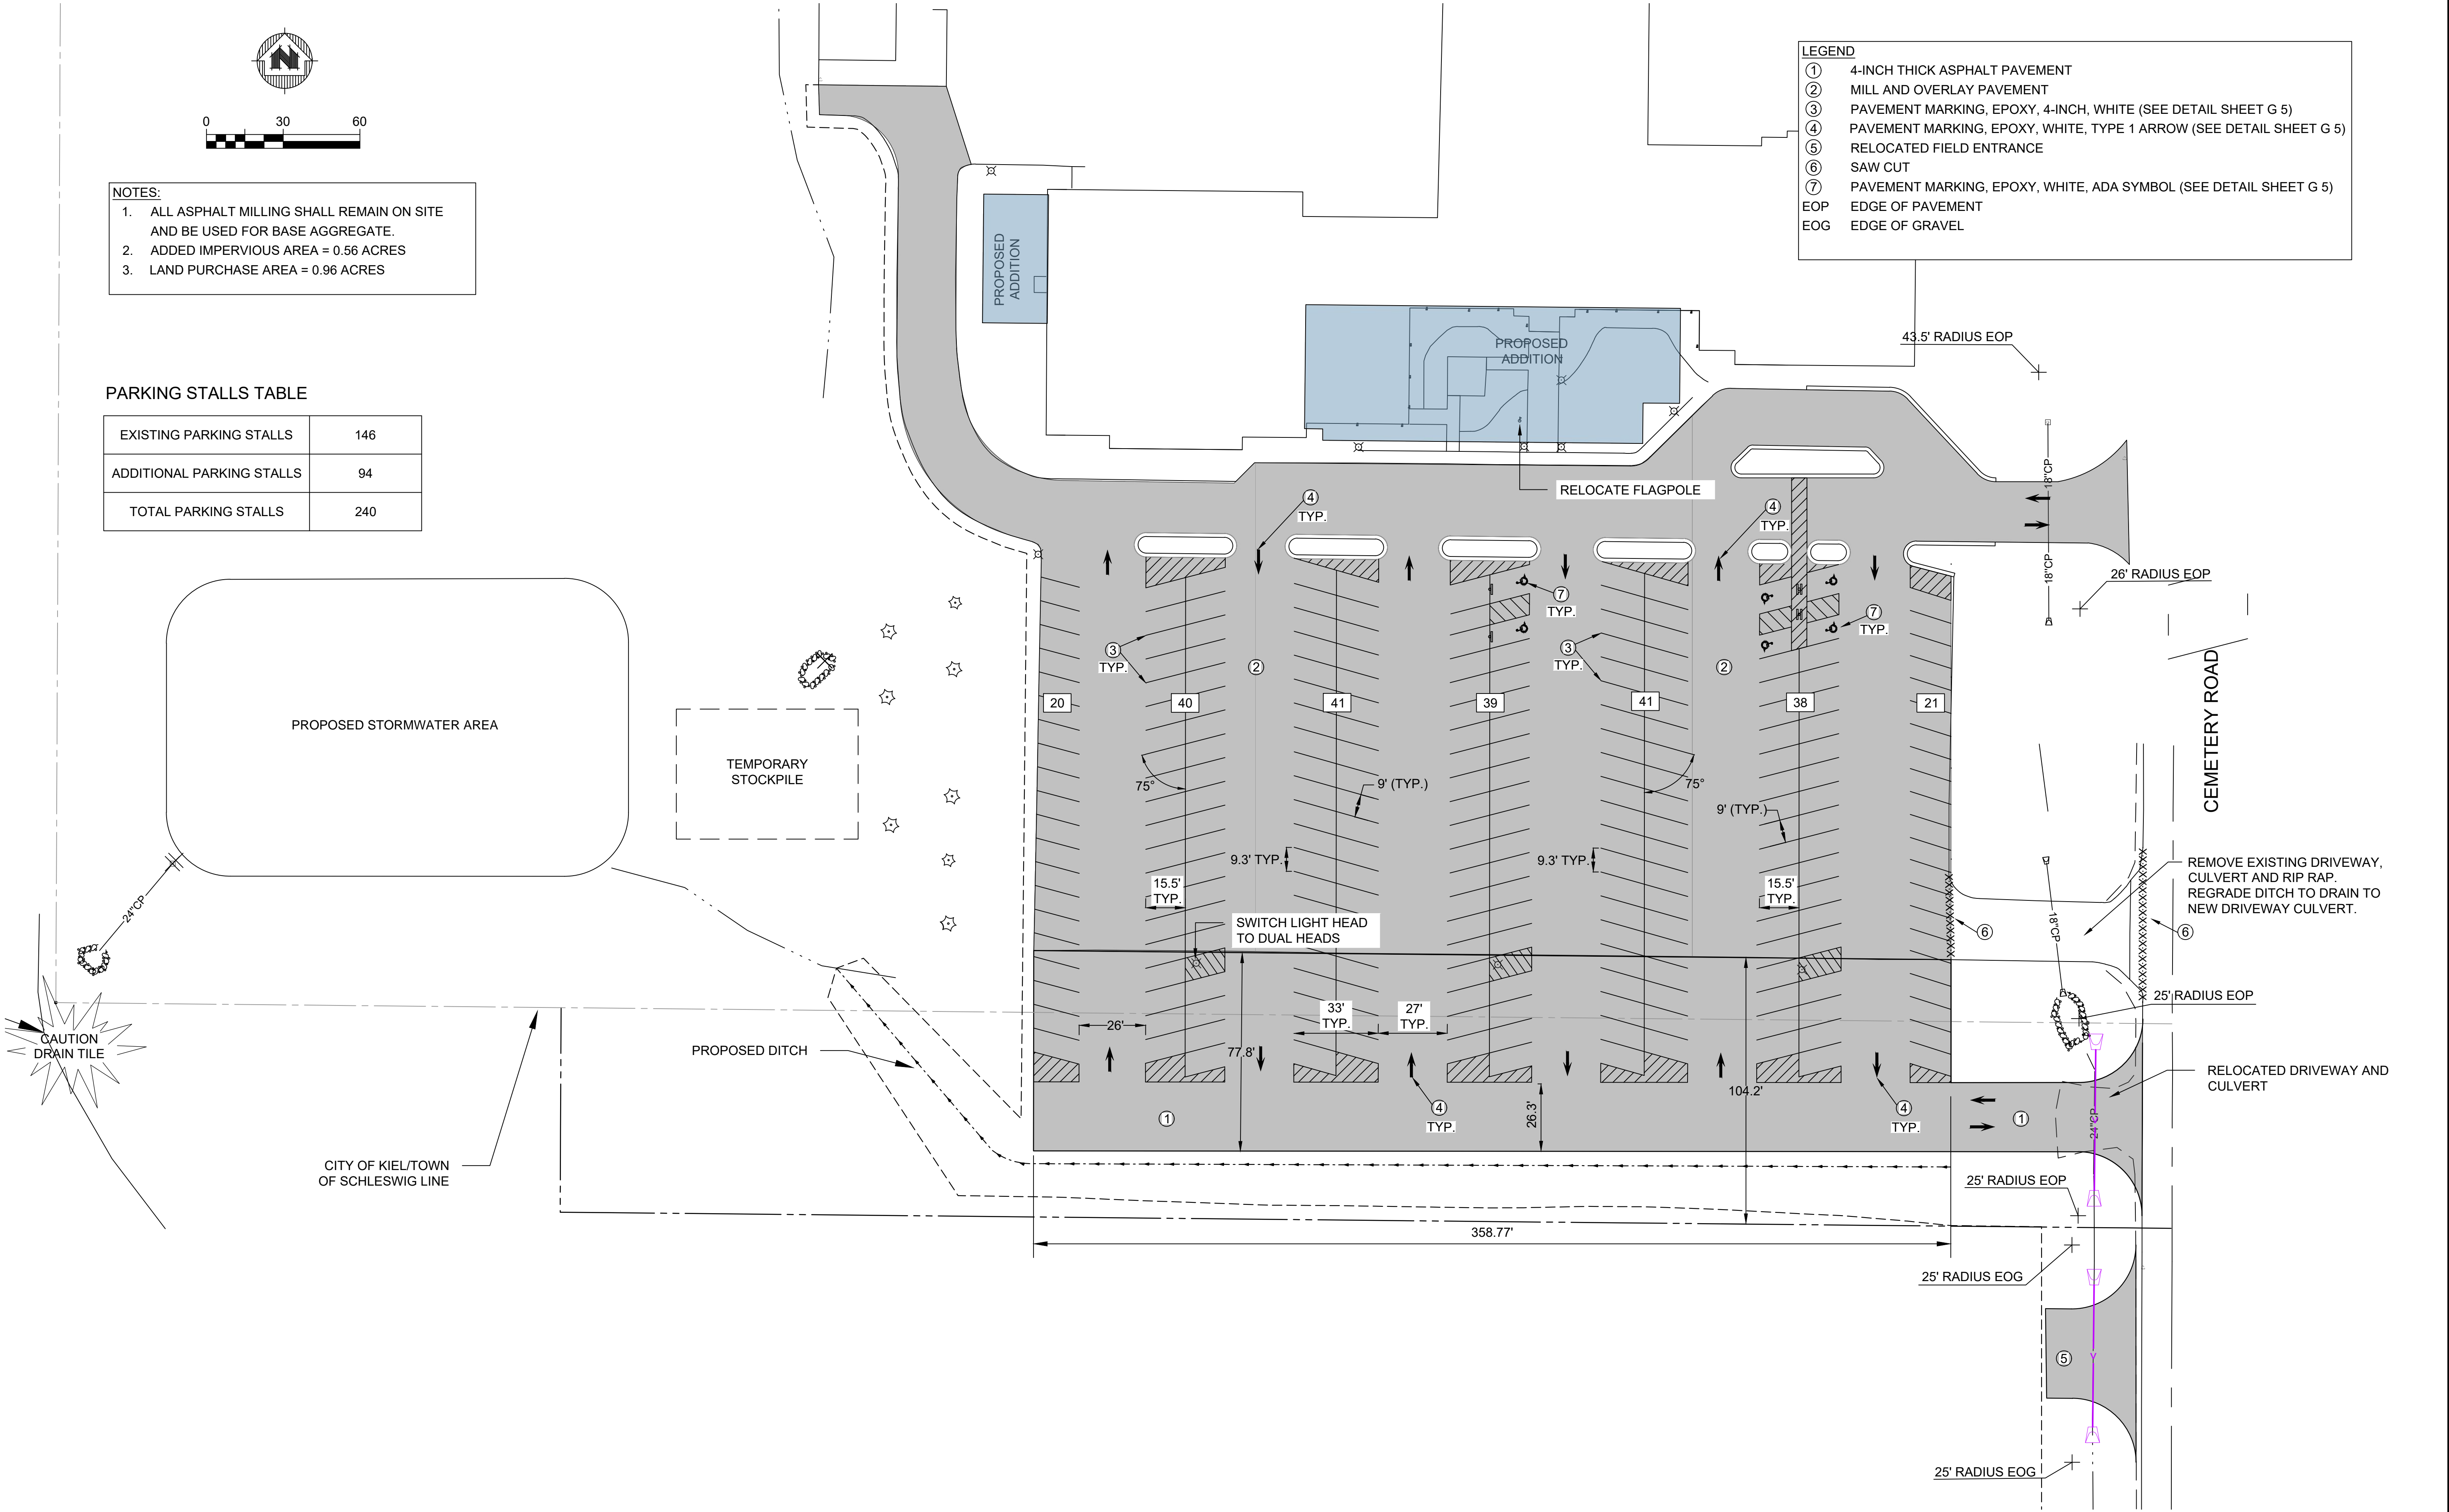 N
0 30 60
NOTES:
1. ALL ASPHALT MILLING SHALL REMAIN ON SITE
AND BE USED FOR BASE AGGREGATE.
2. ADDED IMPERVIOUS AREA = 0.56 ACRES
3. LAND PURCHASE AREA = 0.96 ACRES
PARKING STALLS TABLE
EXISTING PARKING STALLS 146
ADDITIONAL PARKING STALLS 94
TOTAL PARKING STALLS 240
LEGEND
1 4-INCH THICK ASPHALT PAVEMENT
2 MILL AND OVERLAY PAVEMENT
3 PAVEMENT MARKING, EPOXY, 4-INCH, WHITE (SEE DETAIL SHEET G 5)
4 PAVEMENT MARKING, EPOXY, WHITE, TYPE 1 ARROW (SEE DETAIL SHEET G 5)
5 RELOCATED FIELD ENTRANCE
6 SAW CUT
7 PAVEMENT MARKING, EPOXY, WHITE, ADA SYMBOL (SEE DETAIL SHEET G 5)
EOP EDGE OF PAVEMENT
EOG EDGE OF GRAVEL
PROPOSED
ADDITION
PROPOSED
ADDITION
43.5' RADIUS EOP
RELOCATE FLAGPOLE
4
TYP.
4
TYP.
18"CP
18"CP
26' RADIUS EOP
7
TYP.
7
TYP.
3
TYP.
3
TYP.
2
2
CEMETERY ROAD
20
40
41
39
41
38
21
PROPOSED STORMWATER AREA
TEMPORARY
STOCKPILE
75°
75°
9' (TYP.)
9' (TYP.)
9.3' TYP.
9.3' TYP.
15.5'
TYP.
15.5'
TYP.
24"CP
SWITCH LIGHT HEAD
TO DUAL HEADS
REMOVE EXISTING DRIVEWAY,
CULVERT AND RIP RAP.
REGRADE DITCH TO DRAIN TO
NEW DRIVEWAY CULVERT.
18"CP
6
6
25' RADIUS EOP
33'
TYP.
27'
TYP.
26'
77.8'
CAUTION
DRAIN TILE
PROPOSED DITCH
RELOCATED DRIVEWAY AND
CULVERT
104.2'
26.3'
1
4
TYP.
4
TYP.
1
24"CP
CITY OF KIEL/TOWN
OF SCHLESWIG LINE
25' RADIUS EOP
358.77'
25' RADIUS EOG
5
25' RADIUS EOG